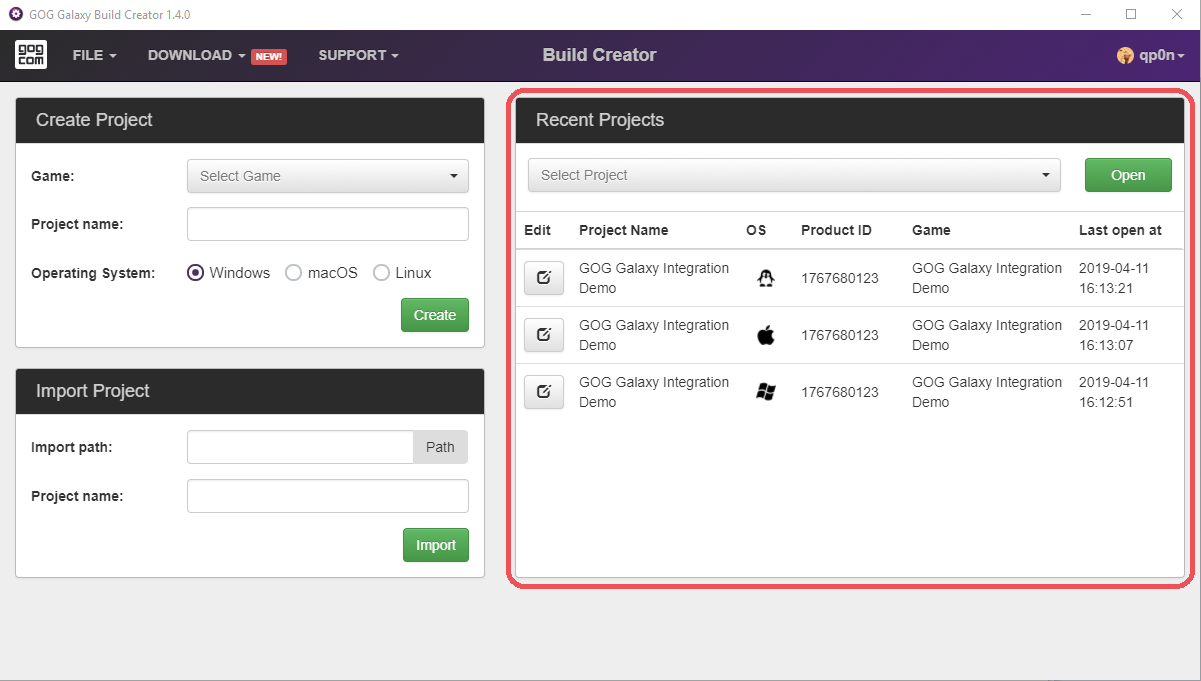 GOG Galaxy Build Creator 1.4.0
gog
com
FILE
DOWNLOAD
NEW!
SUPPORT
Build Creator
qp0n
Create Project
Game:
Select Game
Project name:
Operating System:
Windows
macOS
Linux
Create
Import Project
Import path:
Path
Project name:
Import
Recent Projects
Select Project
Open
Edit Project Name OS Product ID Game Last open at
GOG Galaxy Integration
Demo
1767680123
GOG Galaxy Integration
Demo
2019-04-11
16:13:21
GOG Galaxy Integration
Demo
1767680123
GOG Galaxy Integration
Demo
2019-04-11
16:13:07
GOG Galaxy Integration
Demo
1767680123
GOG Galaxy Integration
Demo
2019-04-11
16:12:51